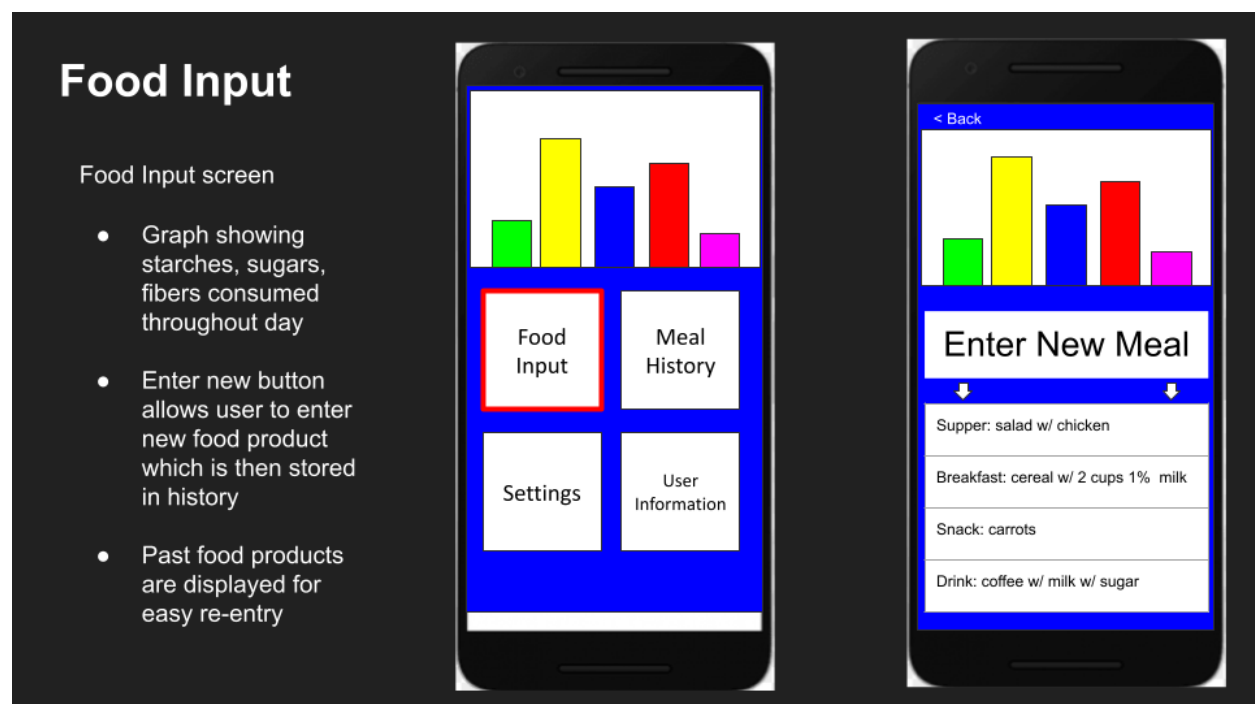 Food Input
Food Input screen
● Graph showing
starches, sugars,
fibers consumed
throughout day
● Enter new button
allows user to enter
new food product
which is then stored
in history
● Past food products
are displayed for
easy re-entry
Food
Input
Meal
History
Settings
User
Information
< Back
Enter New Meal
Supper: salad w/ chicken
Breakfast: cereal w/ 2 cups 1% milk
Snack: carrots
Drink: coffee w/ milk w/ sugar